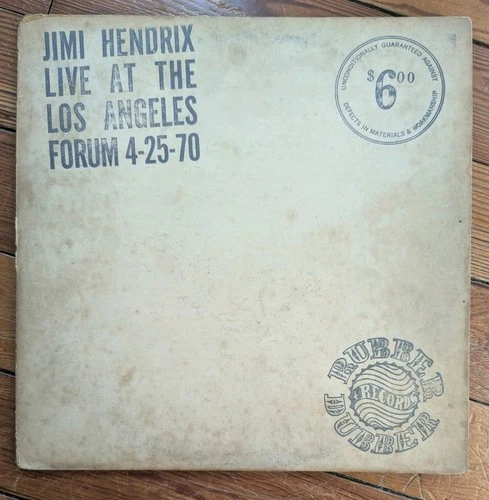 JIMI HENDRIX
LIVE AT THE
LOS ANGELES
FORUM 4-25-70
UNCONDITIONALLY GUARANTEED AGAINST
$6.00
DEFECTS IN MATERIALS & WORKMANSHIP
RUBBER
RECORDS
DUBBER